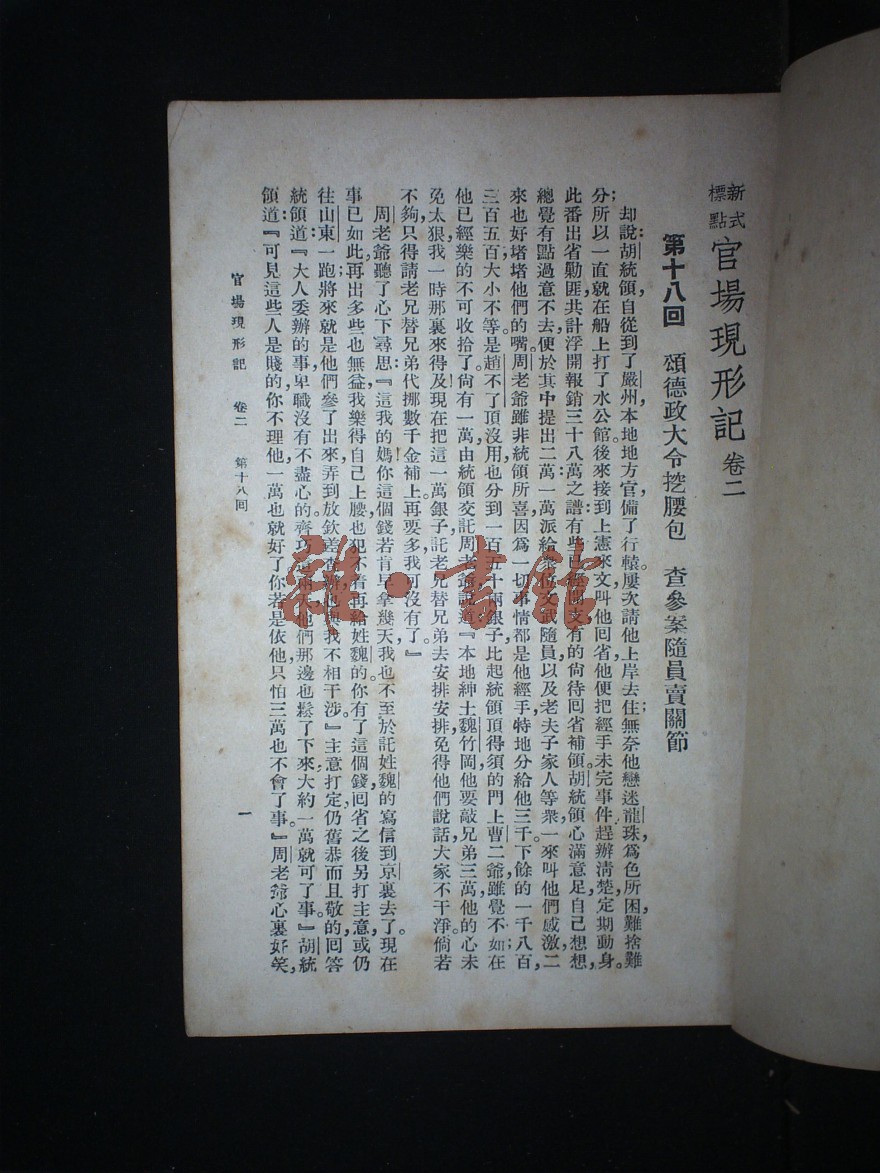 新式
標點
官場現形記 卷二
第十八回 頌德政大令挖腰包 查參案隨員賣關節
却說胡統領自從到了嚴州,本地地方官備了行轅,屢次請他上岸去住,無奈他戀迷龍珠,爲色所困,難捨難
分;所以一直就在船上打了水公館。後來接到上憲來文,叫他回省,他便把經手未完事件,趕辦淸楚,定期動身。
此番出省勦匪,共計浮開報銷三十八萬之譜:有些已經開支,有的尙待囘省補領。胡統領心滿意足,自己想想,
總覺有點過意不去,便於其中提出二萬:一萬派給衆位文武隨員以及老夫子家人等衆,一來叫他們感激,二
來也好堵堵他們的嘴。周老爺雖非統領所喜,因爲一切事情都是他經手,特地分給他三千;下餘的一千八百,
三百五百,大小不等。是趙不了頂沒用,也分到一百五十兩銀子,比起統領頂得須的門上曹二爺,雖覺不如,在
他已經樂的不可收拾了。尙有一萬,由統領交託周老爺說道:『本地紳士魏竹岡,他要敲兄弟三萬,他的心未
免太狠,我一時那裏來得及?現在把這一萬銀子,託老兄替兄弟去安排安排,免得他們說話,大家不干淨。倘若
不夠,只得請老兄替兄弟代挪數千金補上;再要多,我可沒有了。』
周老爺聽了,心下尋思:『這我的媽!你這個錢,若肯早拿幾天,我也不至於託姓魏的寫信到京裏去了。現在
事已如此,再出多些也無益。我樂得自己上腰,也犯不着再給姓魏的。你有了這個錢,囘省之後,另打主意,或仍
往山東一跑;將來就是他們參了出來,弄到放欽差查辦,也與我不相干涉。』主意打定,仍舊恭而且敬的囘答
統領道:『大人委辦的事,卑職沒有不盡心的。齊巧這兩天他們那邊也鬆了下來,大約一萬就可了事。』胡統
領道:『可見這些人是賤的,你不理他,一萬也就好了;你若是依他,只怕三萬也不會了事。』周老爺心裏好笑,
官場現形記 卷二 第十八回 一
雜·書館